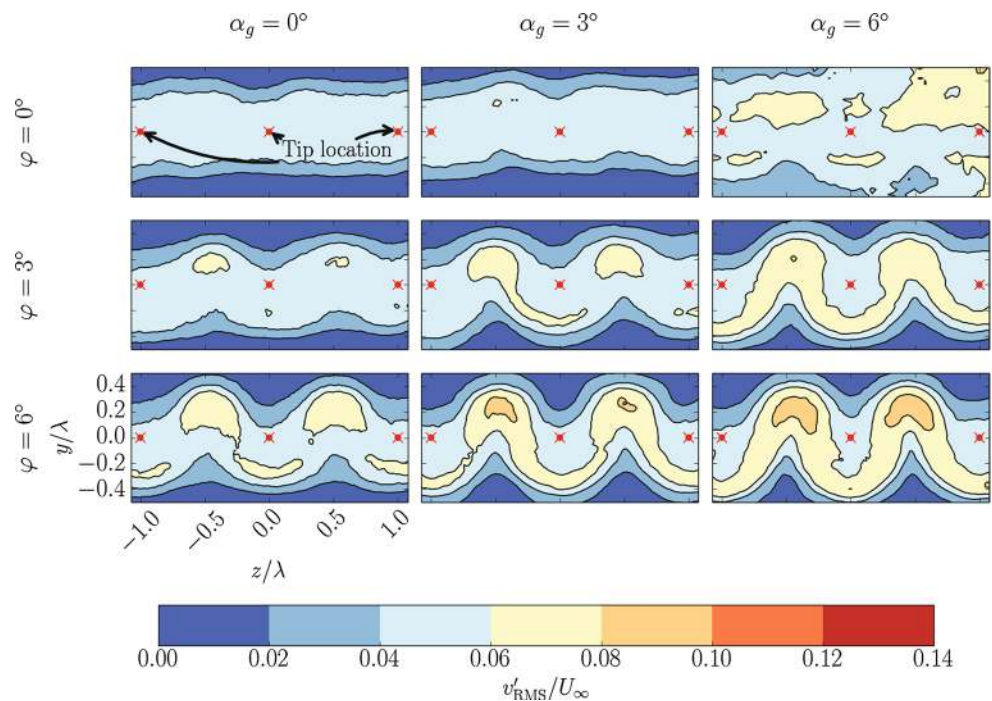 α_g = 0° α_g = 3° α_g = 6°
φ = 0°
Tip location
φ = 3°
φ = 6°
y/λ
0.4
0.2
0.0
−0.2
−0.4
−1.0 −0.5 0.0 0.5 1.0
z/λ
0.00 0.02 0.04 0.06 0.08 0.10 0.12 0.14
v′_RMS/U_∞